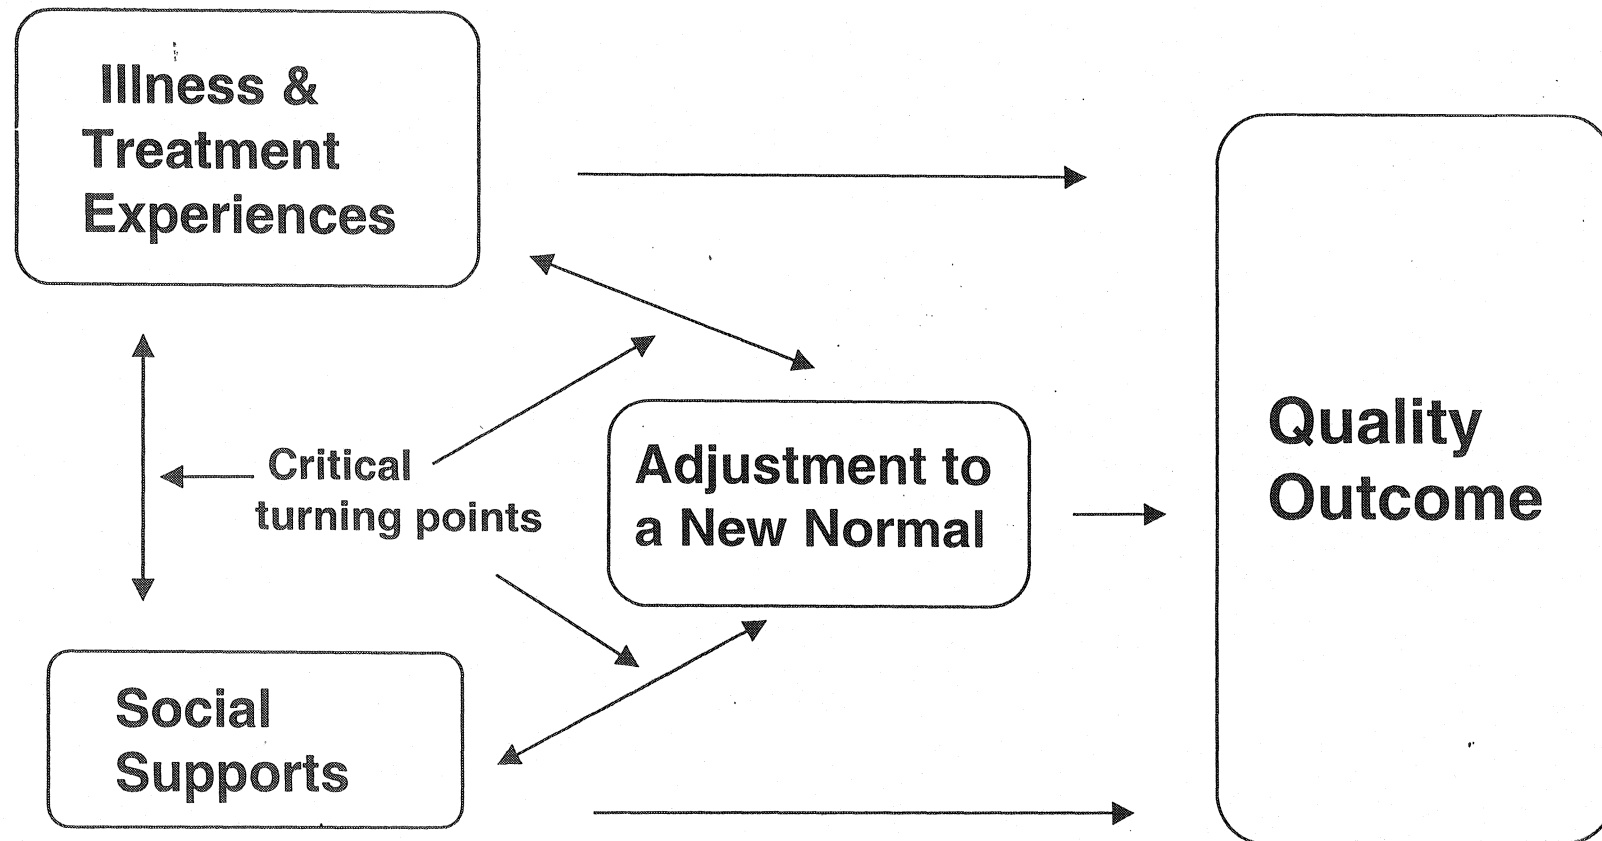 Illness &
Treatment
Experiences
Critical
turning points
Adjustment to
a New Normal
Social
Supports
Quality
Outcome